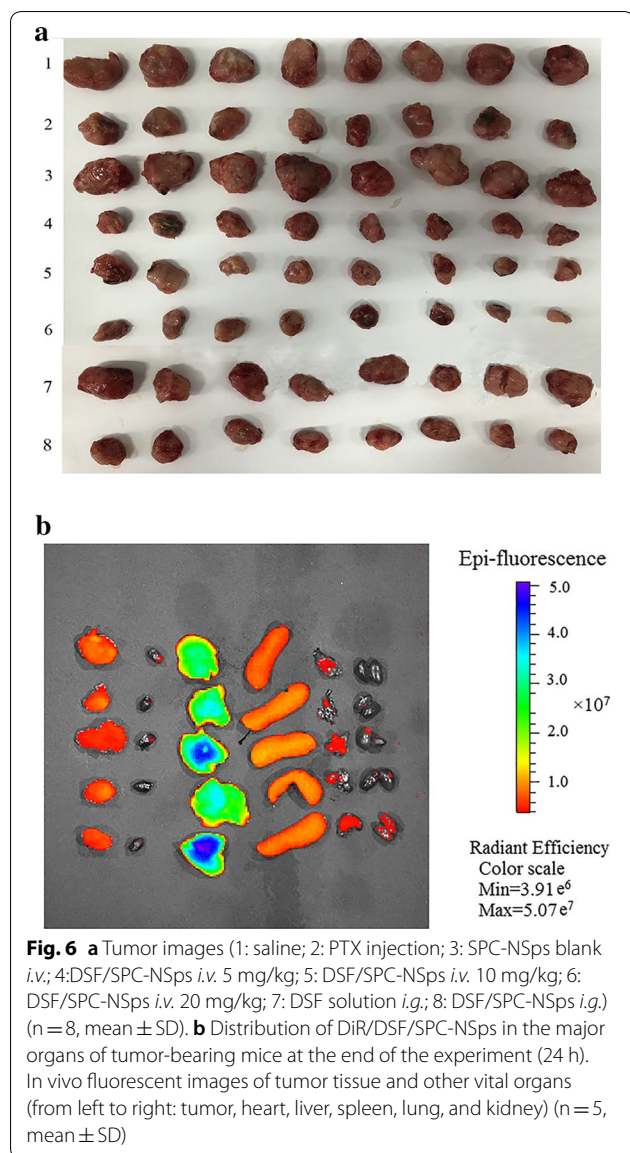 a
1
2
3
4
5
6
7
8
b
Epi-fluorescence
5.0
4.0
3.0
×10⁷
2.0
1.0
Radiant Efficiency
Color scale
Min=3.91e⁶
Max=5.07e⁷
Fig. 6 a Tumor images (1: saline; 2: PTX injection; 3: SPC-NSps blank
i.v.; 4:DSF/SPC-NSps i.v. 5 mg/kg; 5: DSF/SPC-NSps i.v. 10 mg/kg; 6:
DSF/SPC-NSps i.v. 20 mg/kg; 7: DSF solution i.g.; 8: DSF/SPC-NSps i.g.)
(n = 8, mean ± SD). b Distribution of DiR/DSF/SPC-NSps in the major
organs of tumor-bearing mice at the end of the experiment (24 h).
In vivo fluorescent images of tumor tissue and other vital organs
(from left to right: tumor, heart, liver, spleen, lung, and kidney) (n = 5,
mean ± SD)